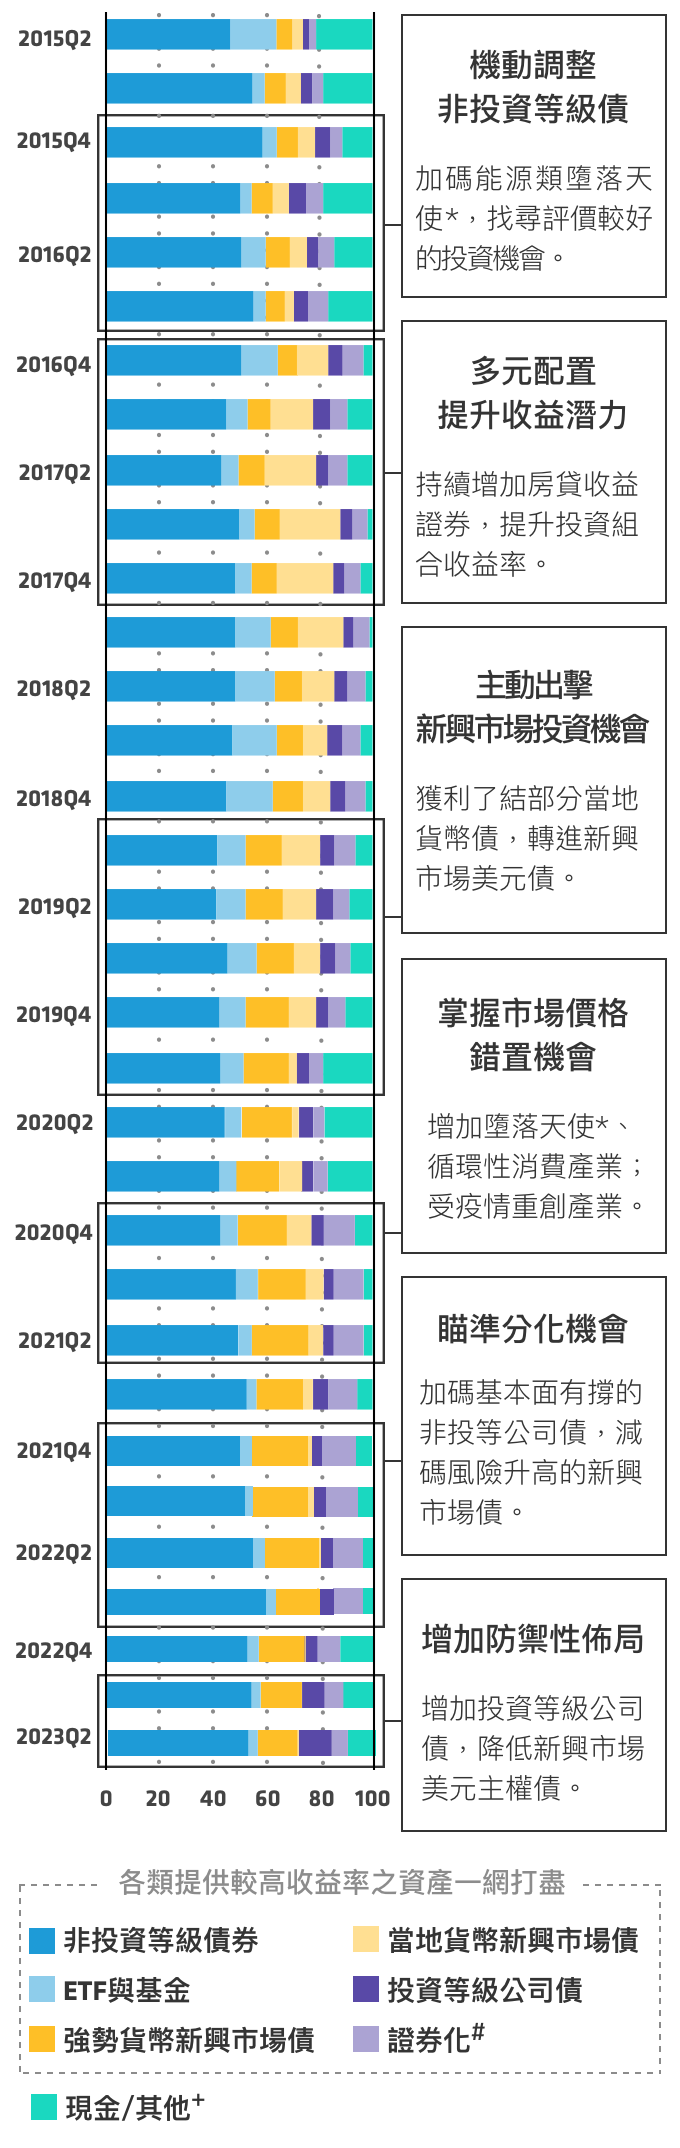 2015Q2
2015Q4
2016Q2
2016Q4
2017Q2
2017Q4
2018Q2
2018Q4
2019Q2
2019Q4
2020Q2
2020Q4
2021Q2
2021Q4
2022Q2
2022Q4
2023Q2
0 20 40 60 80 100
機動調整
非投資等級債
加碼能源類墮落天
使*，找尋評價較好
的投資機會。
多元配置
提升收益潛力
持續增加房貸收益
證券，提升投資組
合收益率。
主動出擊
新興市場投資機會
獲利了結部分當地
貨幣債，轉進新興
市場美元債。
掌握市場價格
錯置機會
增加墮落天使*、
循環性消費產業；
受疫情重創產業。
瞄準分化機會
加碼基本面有撐的
非投等公司債，減
碼風險升高的新興
市場債。
增加防禦性佈局
增加投資等級公司
債，降低新興市場
美元主權債。
各類提供較高收益率之資產一網打盡
非投資等級債券
當地貨幣新興市場債
ETF與基金
投資等級公司債
強勢貨幣新興市場債
證券化#
現金/其他+